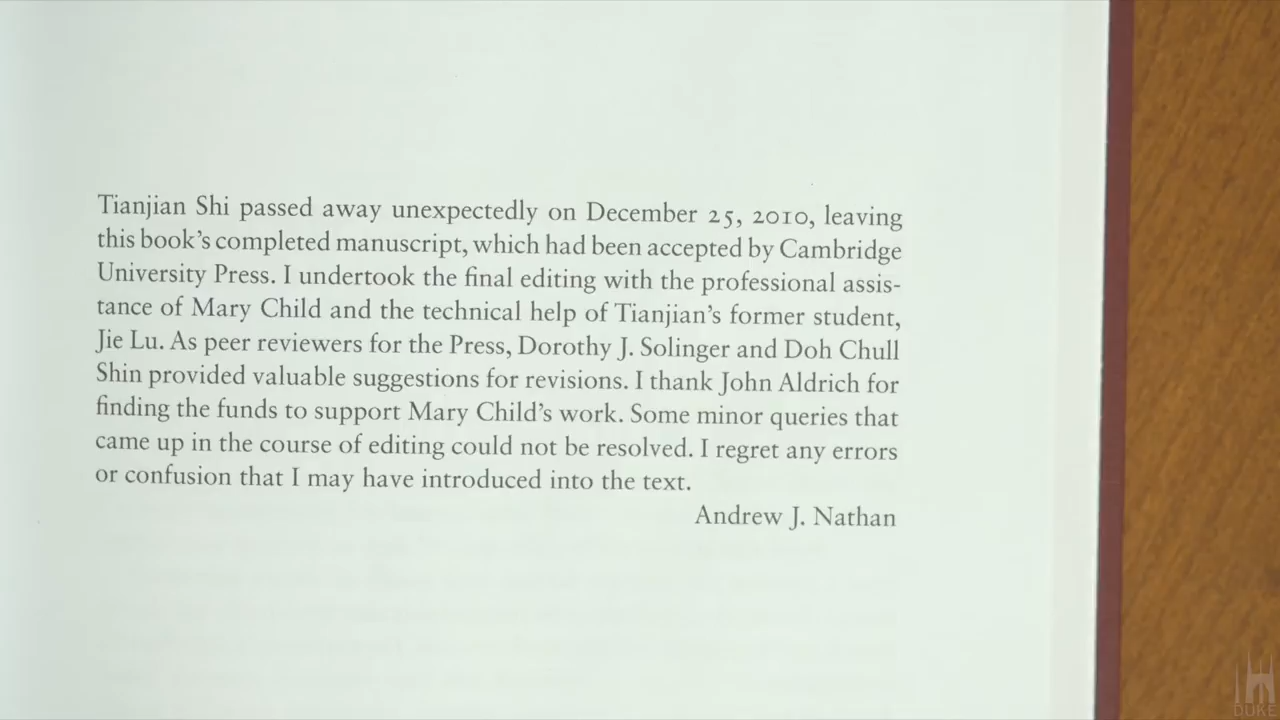 Tianjian Shi passed away unexpectedly on December 25, 2010, leaving
this book's completed manuscript, which had been accepted by Cambridge
University Press. I undertook the final editing with the professional assis-
tance of Mary Child and the technical help of Tianjian's former student,
Jie Lu. As peer reviewers for the Press, Dorothy J. Solinger and Doh Chull
Shin provided valuable suggestions for revisions. I thank John Aldrich for
finding the funds to support Mary Child's work. Some minor queries that
came up in the course of editing could not be resolved. I regret any errors
or confusion that I may have introduced into the text.
Andrew J. Nathan
DUKE